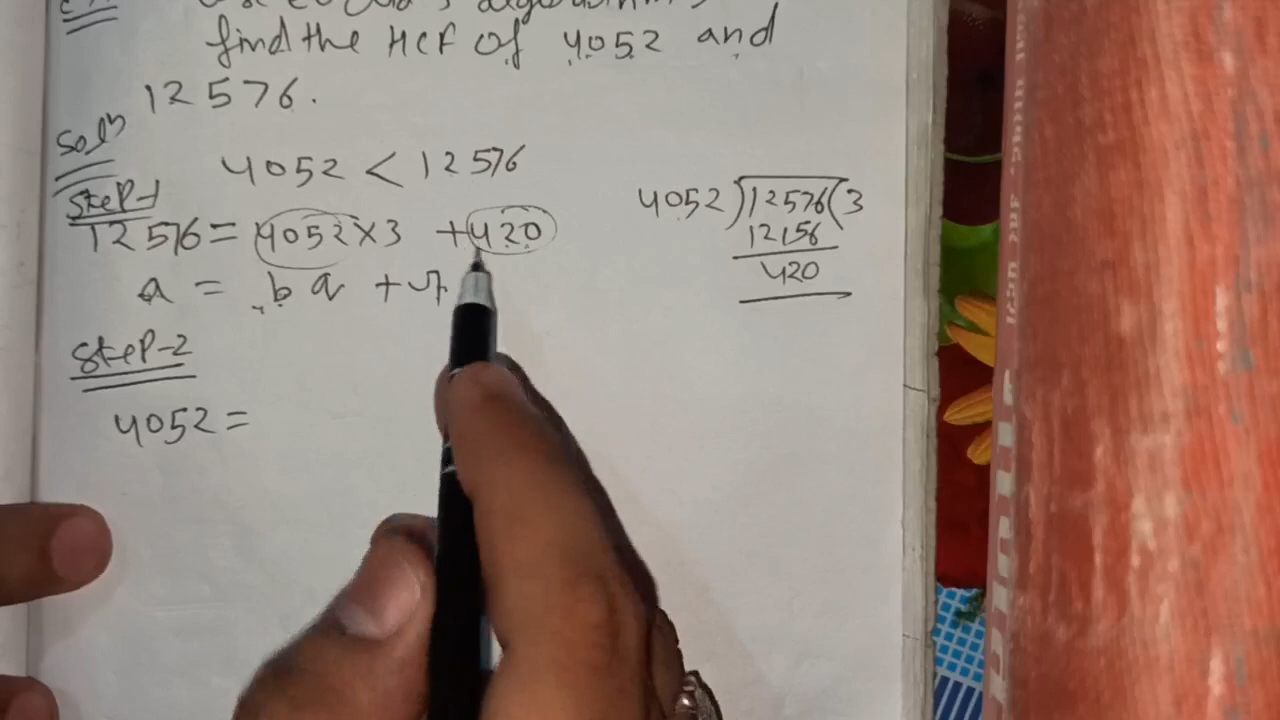 find the HCF of 4052 and
12576.
Soln
4052 < 12576
Step-1
12576 = 4052 × 3 + 420
a = b q + r
4052)12576(3
12156
420
Step-2
4052 =